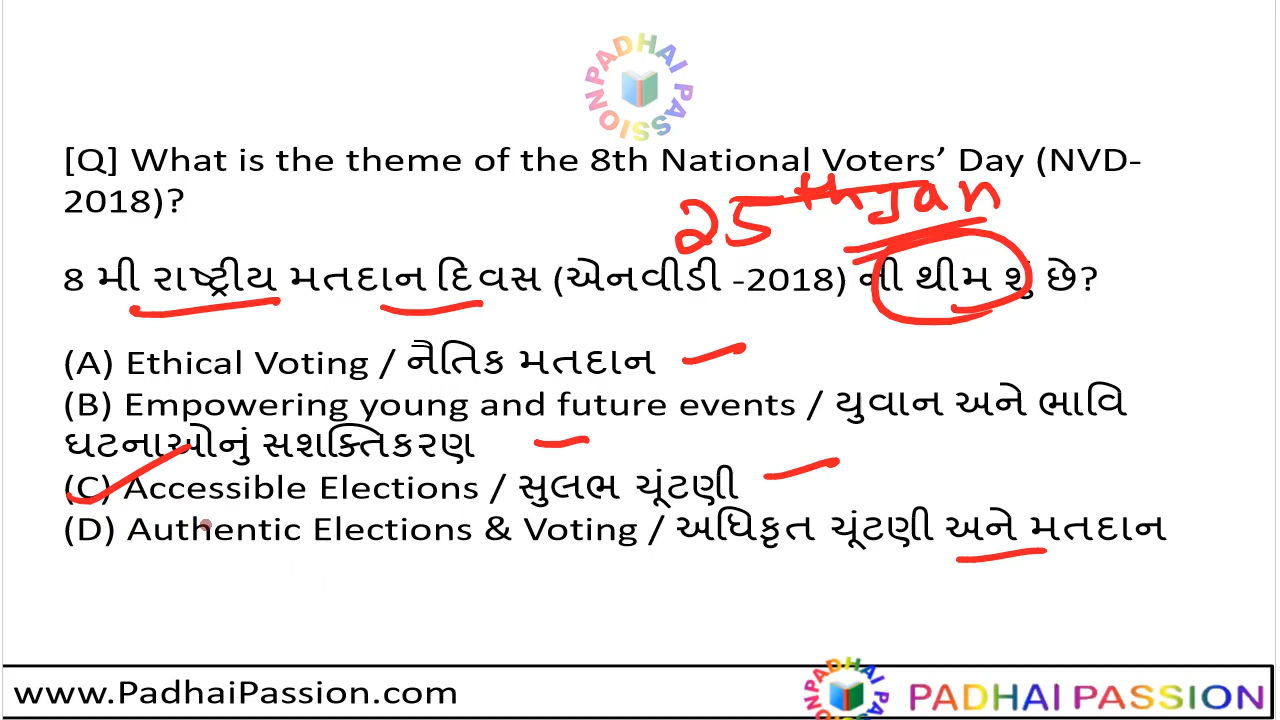 PADHAI PASSION
[Q] What is the theme of the 8th National Voters’ Day (NVD-
2018)?
25th Jan
8 મી રાષ્ટ્રીય મતદાન દિવસ (એનવીડી -2018) ની થીમ શું છે?
(A) Ethical Voting / નૈતિક મતદાન
(B) Empowering young and future events / યુવાન અને ભાવિ
ઘટનાઓનું સશક્તિકરણ
(C) Accessible Elections / સુલભ ચૂંટણી
(D) Authentic Elections & Voting / અધિકૃત ચૂંટણી અને મતદાન
www.PadhaiPassion.com
PADHAI PASSION
PADHAI PASSION